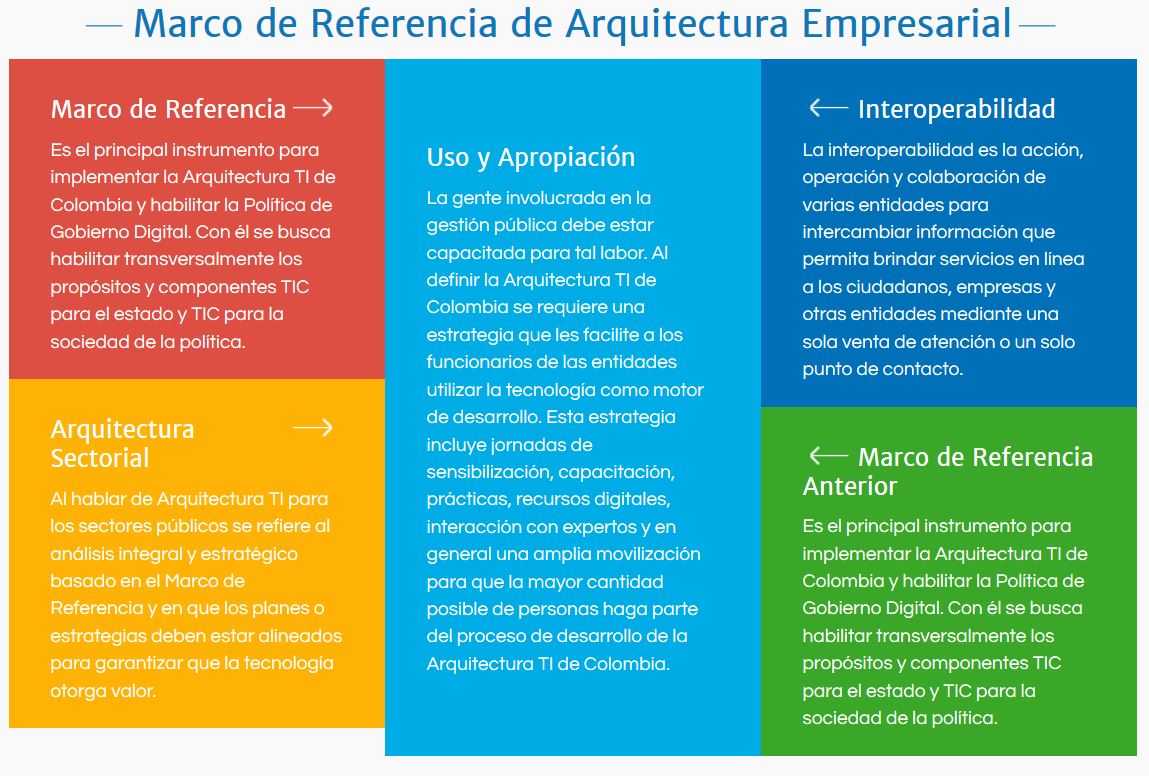 Marco de Referencia de Arquitectura Empresarial
Marco de Referencia
Es el principal instrumento para
implementar la Arquitectura TI de
Colombia y habilitar la Política de
Gobierno Digital. Con él se busca
habilitar transversalmente los
propósitos y componentes TIC
para el estado y TIC para la
sociedad de la política.
Arquitectura
Sectorial
Al hablar de Arquitectura TI para
los sectores públicos se refiere al
análisis integral y estratégico
basado en el Marco de
Referencia y en que los planes o
estrategias deben estar alineados
para garantizar que la tecnología
otorga valor.
Uso y Apropiación
La gente involucrada en la
gestión pública debe estar
capacitada para tal labor. Al
definir la Arquitectura TI de
Colombia se requiere una
estrategia que les facilite a los
funcionarios de las entidades
utilizar la tecnología como motor
de desarrollo. Esta estrategia
incluye jornadas de
sensibilización, capacitación,
prácticas, recursos digitales,
interacción con expertos y en
general una amplia movilización
para que la mayor cantidad
posible de personas haga parte
del proceso de desarrollo de la
Arquitectura TI de Colombia.
Interoperabilidad
La interoperabilidad es la acción,
operación y colaboración de
varias entidades para
intercambiar información que
permita brindar servicios en línea
a los ciudadanos, empresas y
otras entidades mediante una
sola venta de atención o un solo
punto de contacto.
Marco de Referencia
Anterior
Es el principal instrumento para
implementar la Arquitectura TI de
Colombia y habilitar la Política de
Gobierno Digital. Con él se busca
habilitar transversalmente los
propósitos y componentes TIC
para el estado y TIC para la
sociedad de la política.